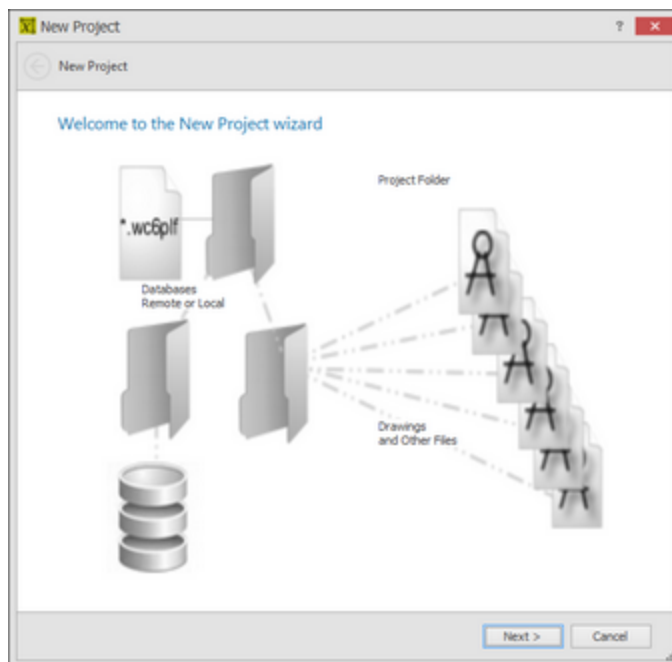 New Project
?
New Project
Welcome to the New Project wizard
Project Folder
*.wc6plf
Databases
Remote or Local
Drawings
and Other Files
Next >
Cancel